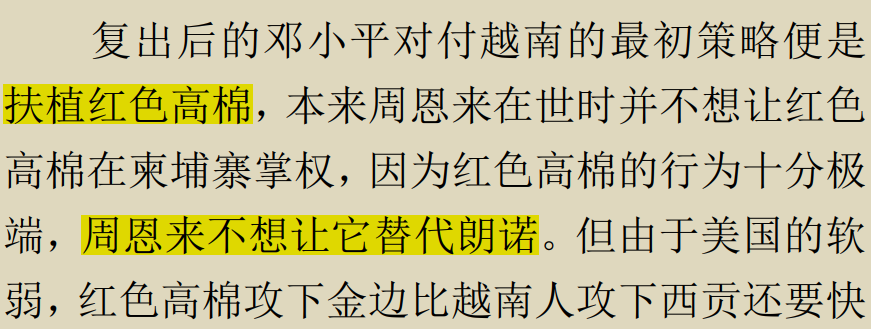 复出后的邓小平对付越南的最初策略便是
扶植红色高棉，本来周恩来在世时并不想让红色
高棉在柬埔寨掌权，因为红色高棉的行为十分极
端，周恩来不想让它替代朗诺。但由于美国的软
弱，红色高棉攻下金边比越南人攻下西贡还要快